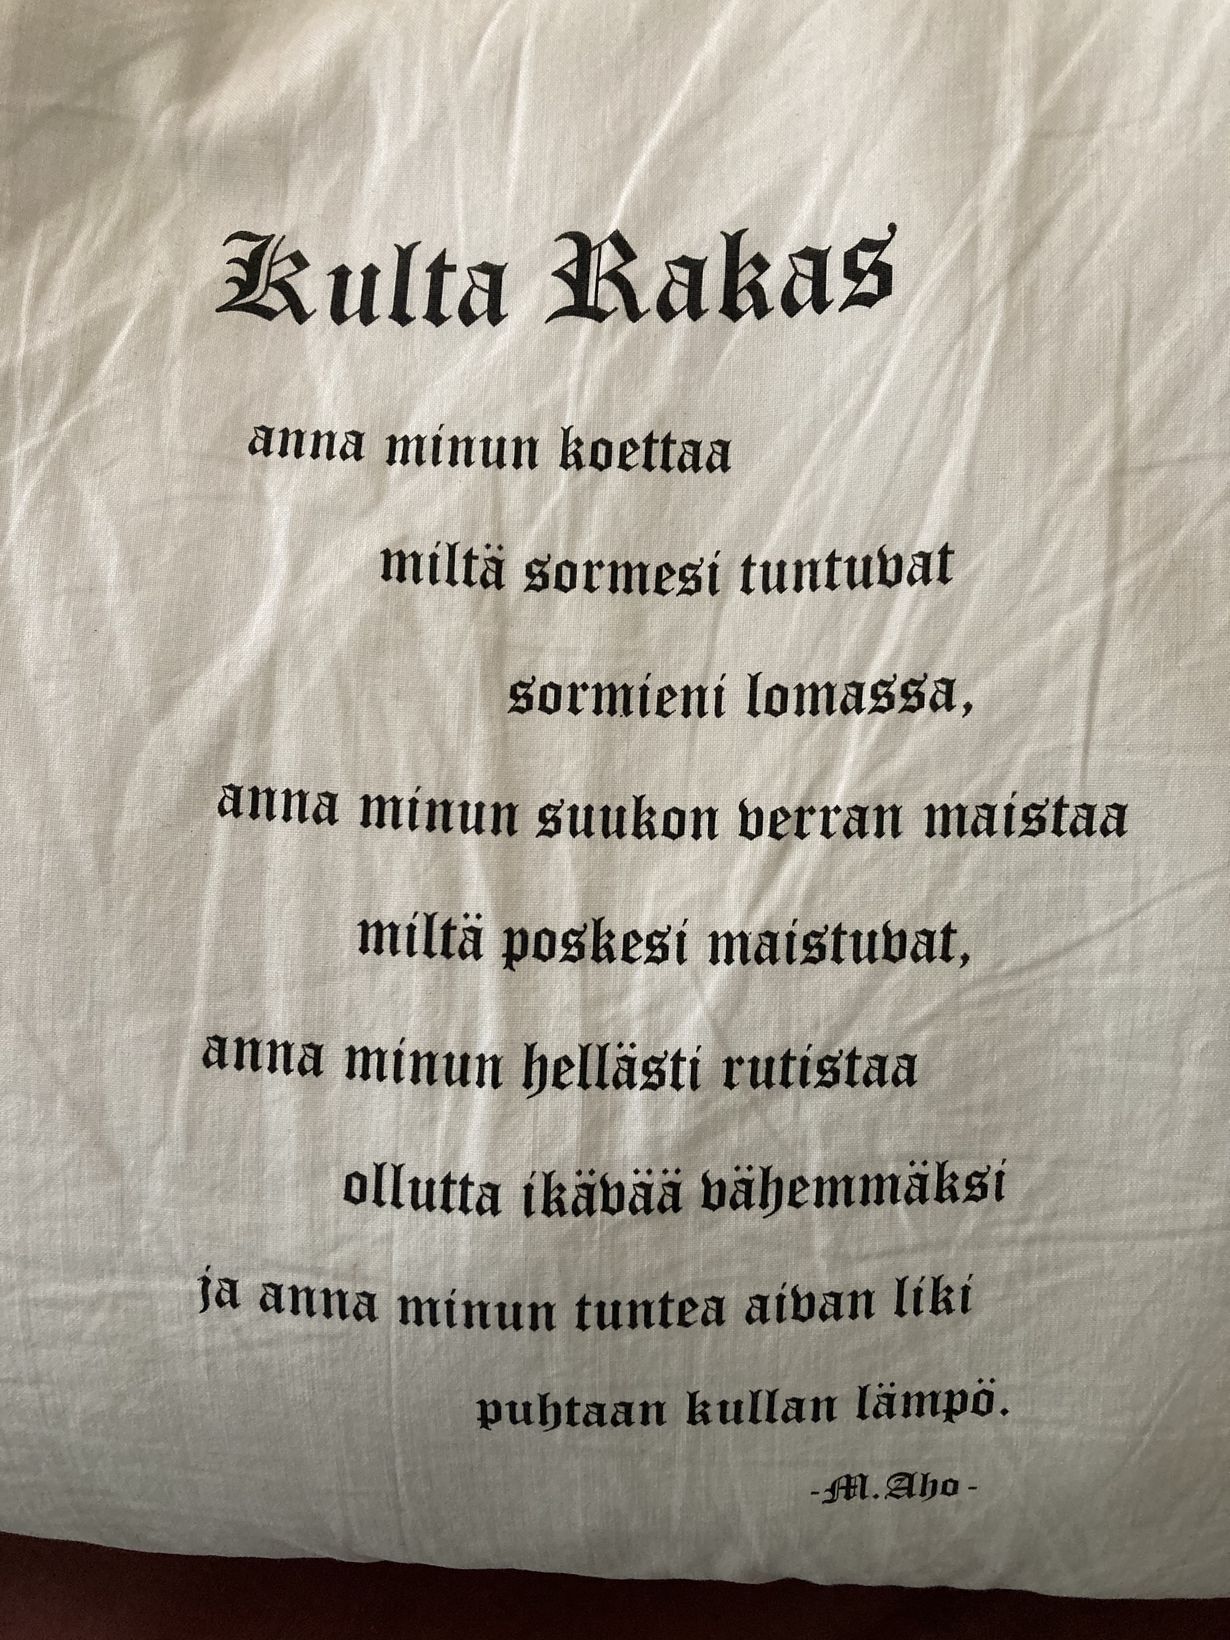 Kulta Rakas
anna minun koettaa
miltä sormesi tuntuvat
sormieni lomassa,
anna minun suukon verran maistaa
miltä poskesi maistuvat,
anna minun hellästi rutistaa
ollutta ikävää vähemmäksi
ja anna minun tuntea aivan liki
puhtaan kullan lämpö.
-M.Aho-